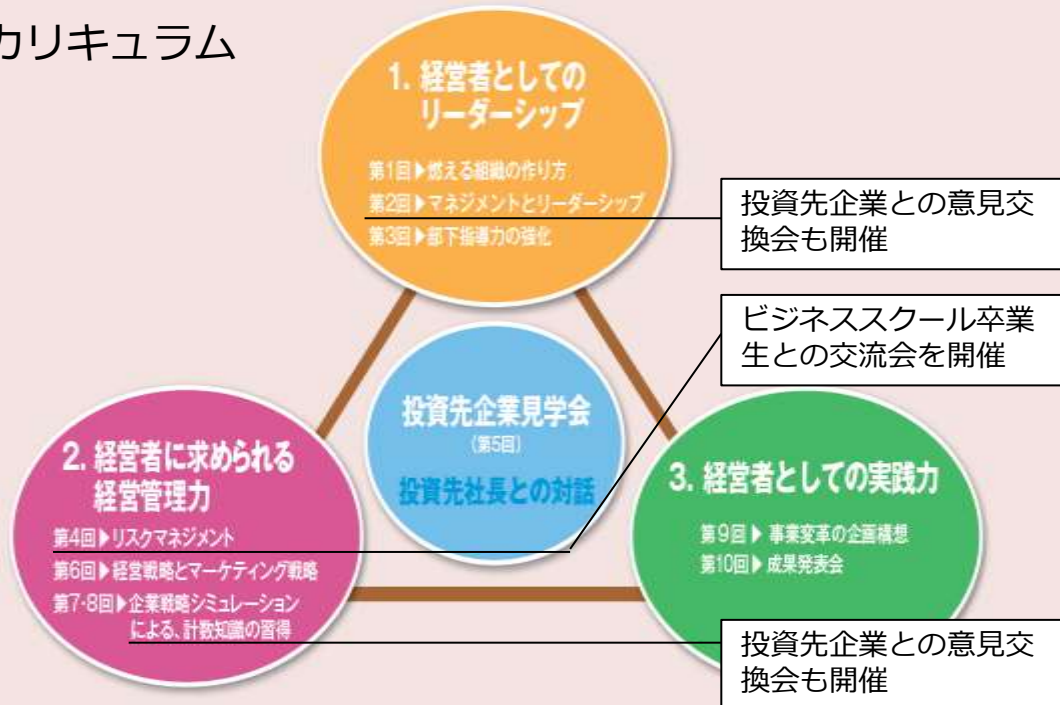 カリキュラム
1. 経営者としての
リーダーシップ
第1回▶燃える組織の作り方
第2回▶マネジメントとリーダーシップ
第3回▶部下指導力の強化
投資先企業との意見交
換会も開催
ビジネススクール卒業
生との交流会を開催
投資先企業見学会
(第5回)
投資先社長との対話
2. 経営者に求められる
経営管理力
第4回▶リスクマネジメント
第6回▶経営戦略とマーケティング戦略
第7・8回▶企業戦略シミュレーション
による、計数知識の習得
3. 経営者としての実践力
第9回▶ 事業変革の企画構想
第10回▶ 成果発表会
投資先企業との意見交
換会も開催